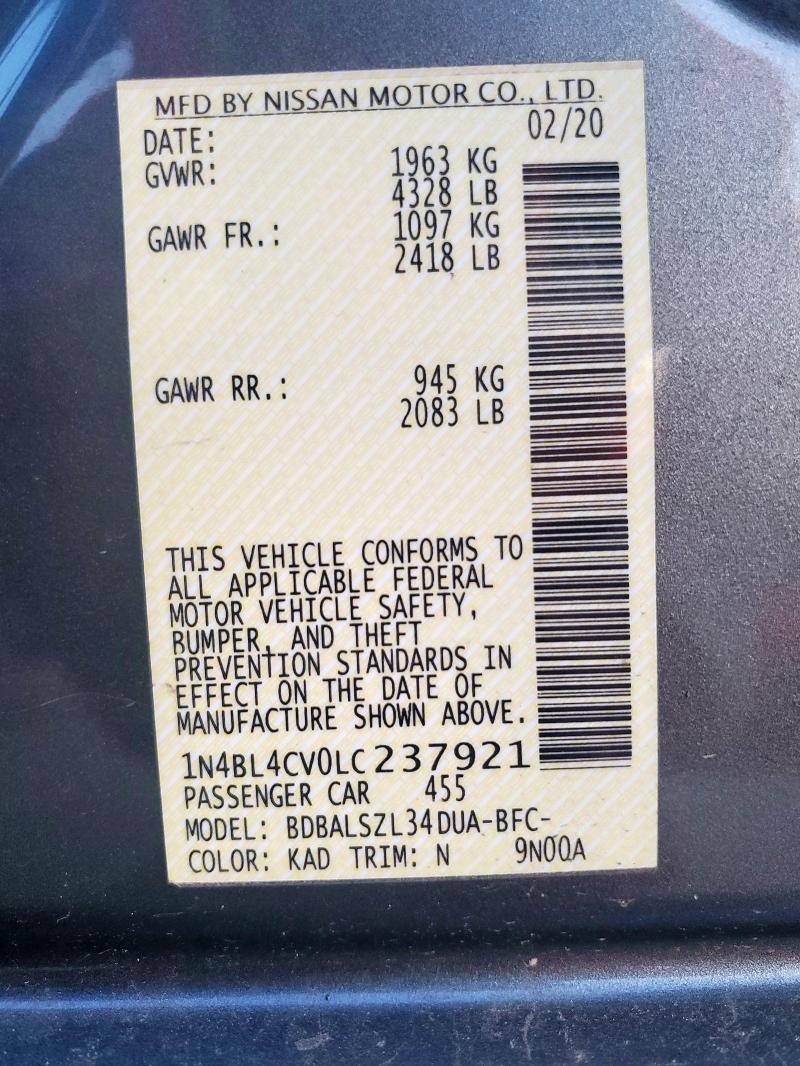 MFD BY NISSAN MOTOR CO., LTD.
DATE: 02/20
GVWR: 1963 KG
4328 LB
GAWR FR.: 1097 KG
2418 LB
GAWR RR.: 945 KG
2083 LB
THIS VEHICLE CONFORMS TO
ALL APPLICABLE FEDERAL
MOTOR VEHICLE SAFETY,
BUMPER, AND THEFT
PREVENTION STANDARDS IN
EFFECT ON THE DATE OF
MANUFACTURE SHOWN ABOVE.
1N4BL4CV0LC237921
PASSENGER CAR 455
MODEL: BDBALSZL34DUA-BFC-
COLOR: KAD TRIM: N 9N00A